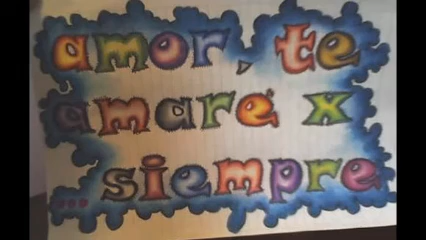 amor, te
amaré x
... siempre